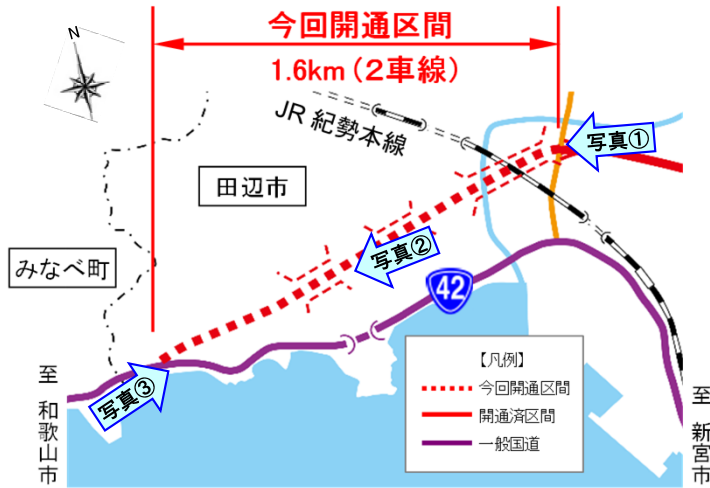 今回開通区間
1.6km(2車線)
N
JR紀勢本線
写真①
田辺市
写真②
みなべ町
42
写真③
至 和歌山市
【凡例】
今回開通区間
開通済区間
一般国道
至 新宮市